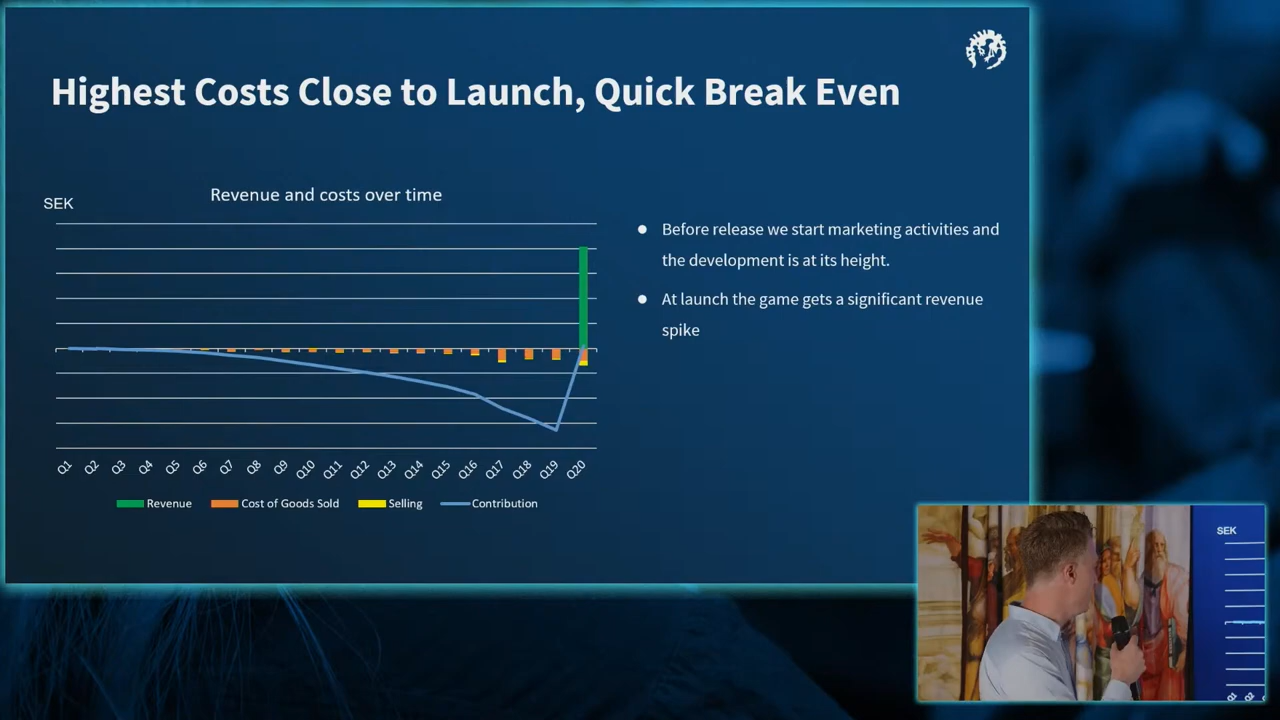 Highest Costs Close to Launch, Quick Break Even
Revenue and costs over time
SEK
● Before release we start marketing activities and
the development is at its height.
● At launch the game gets a significant revenue
spike
Q1 Q2 Q3 Q4 Q5 Q6 Q7 Q8 Q9 Q10 Q11 Q12 Q13 Q14 Q15 Q16 Q17 Q18 Q19 Q20
Revenue Cost of Goods Sold Selling Contribution
SEK